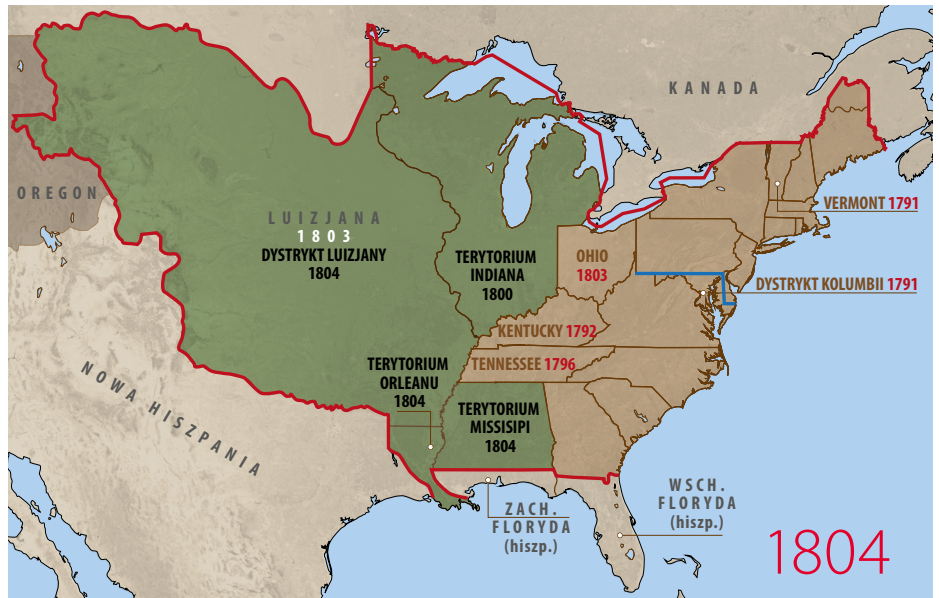 KANADA
OREGON
LUIZJANA
1803
DYSTRYKT LUIZJANY
1804
TERYTORIUM
INDIANA
1800
OHIO
1803
VERMONT 1791
DYSTRYKT KOLUMBII 1791
KENTUCKY 1792
TENNESSEE 1796
TERYTORIUM
ORLEANU
1804
TERYTORIUM
MISSISIPI
1804
NOWA HISZPANIA
ZACH.
FLORYDA
(hiszp.)
WSCH.
FLORYDA
(hiszp.)
1804